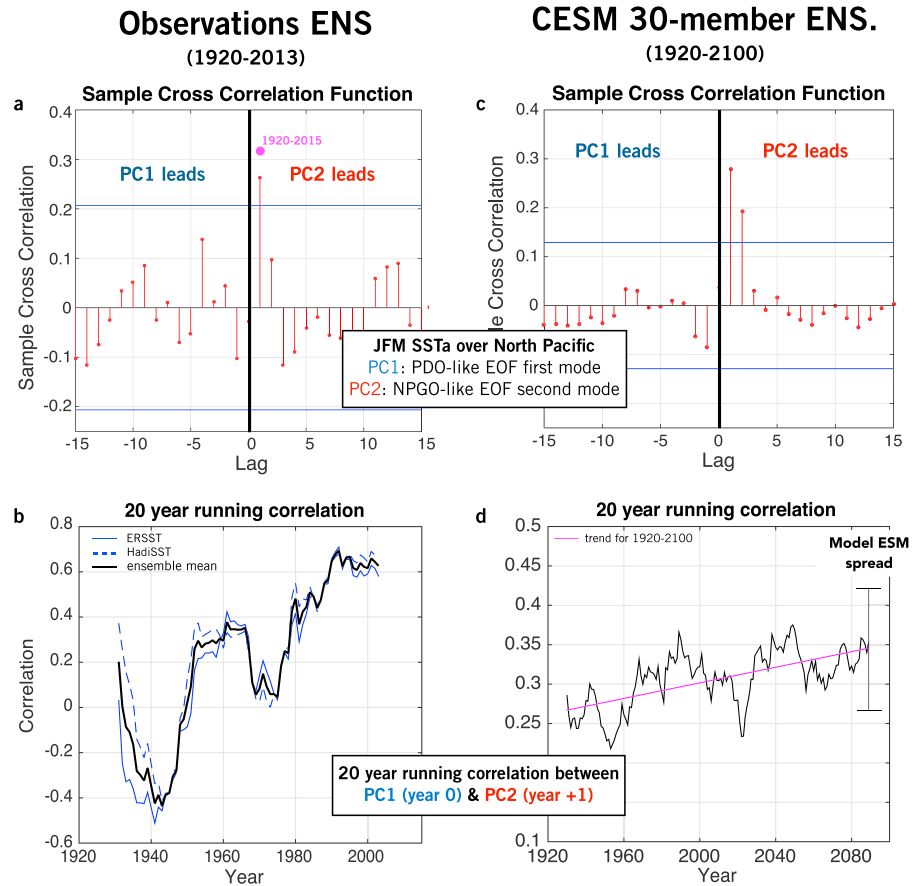 Observations ENS
(1920-2013)
CESM 30-member ENS.
(1920-2100)
a
Sample Cross Correlation Function
0.4
0.3
0.2
0.1
0
-0.1
-0.2
Sample Cross Correlation
1920-2015
PC1 leads
PC2 leads
-15
-10
-5
0
5
10
15
Lag
c
Sample Cross Correlation Function
0.4
0.3
0.2
0.1
0
-0.1
-0.2
le Cross Correlation
PC1 leads
PC2 leads
-15
-10
-5
0
5
10
15
Lag
JFM SSTa over North Pacific
PC1: PDO-like EOF first mode
PC2: NPGO-like EOF second mode
b
20 year running correlation
0.8
0.6
0.4
0.2
0
-0.2
-0.4
-0.6
Correlation
ERSST
HadiSST
ensemble mean
1920
1940
1960
1980
2000
Year
d
20 year running correlation
0.5
0.45
0.4
0.35
0.3
0.25
0.1
trend for 1920-2100
Model ESM
spread
1920
1960
2000
2040
2080
Year
20 year running correlation between
PC1 (year 0) & PC2 (year +1)